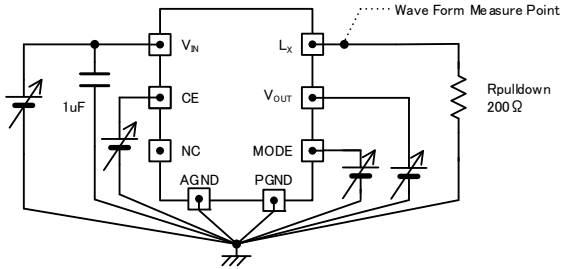 Wave Form Measure Point
VIN
LX
1uF
CE
VOUT
Rpulldown
200Ω
NC
MODE
AGND
PGND